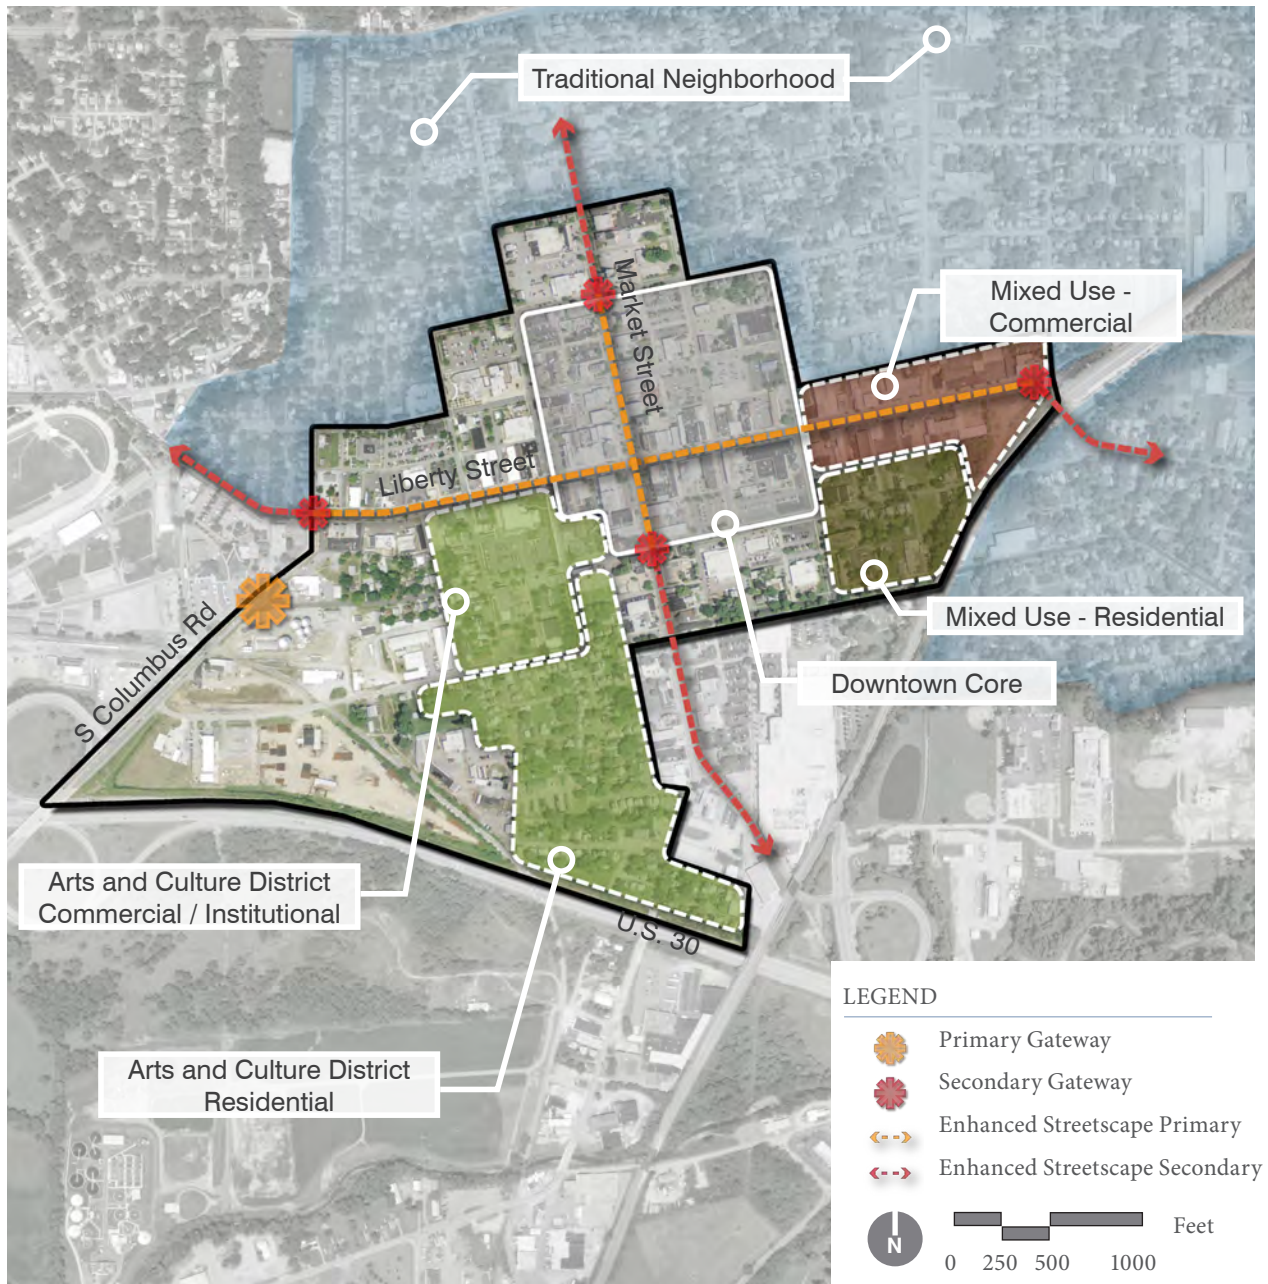 Traditional Neighborhood
Mixed Use -
Commercial
Market Street
Liberty Street
S Columbus Rd
Mixed Use - Residential
Downtown Core
Arts and Culture District
Commercial / Institutional
U.S. 30
Arts and Culture District
Residential
LEGEND
Primary Gateway
Secondary Gateway
Enhanced Streetscape Primary
Enhanced Streetscape Secondary
N
Feet
0 250 500 1000